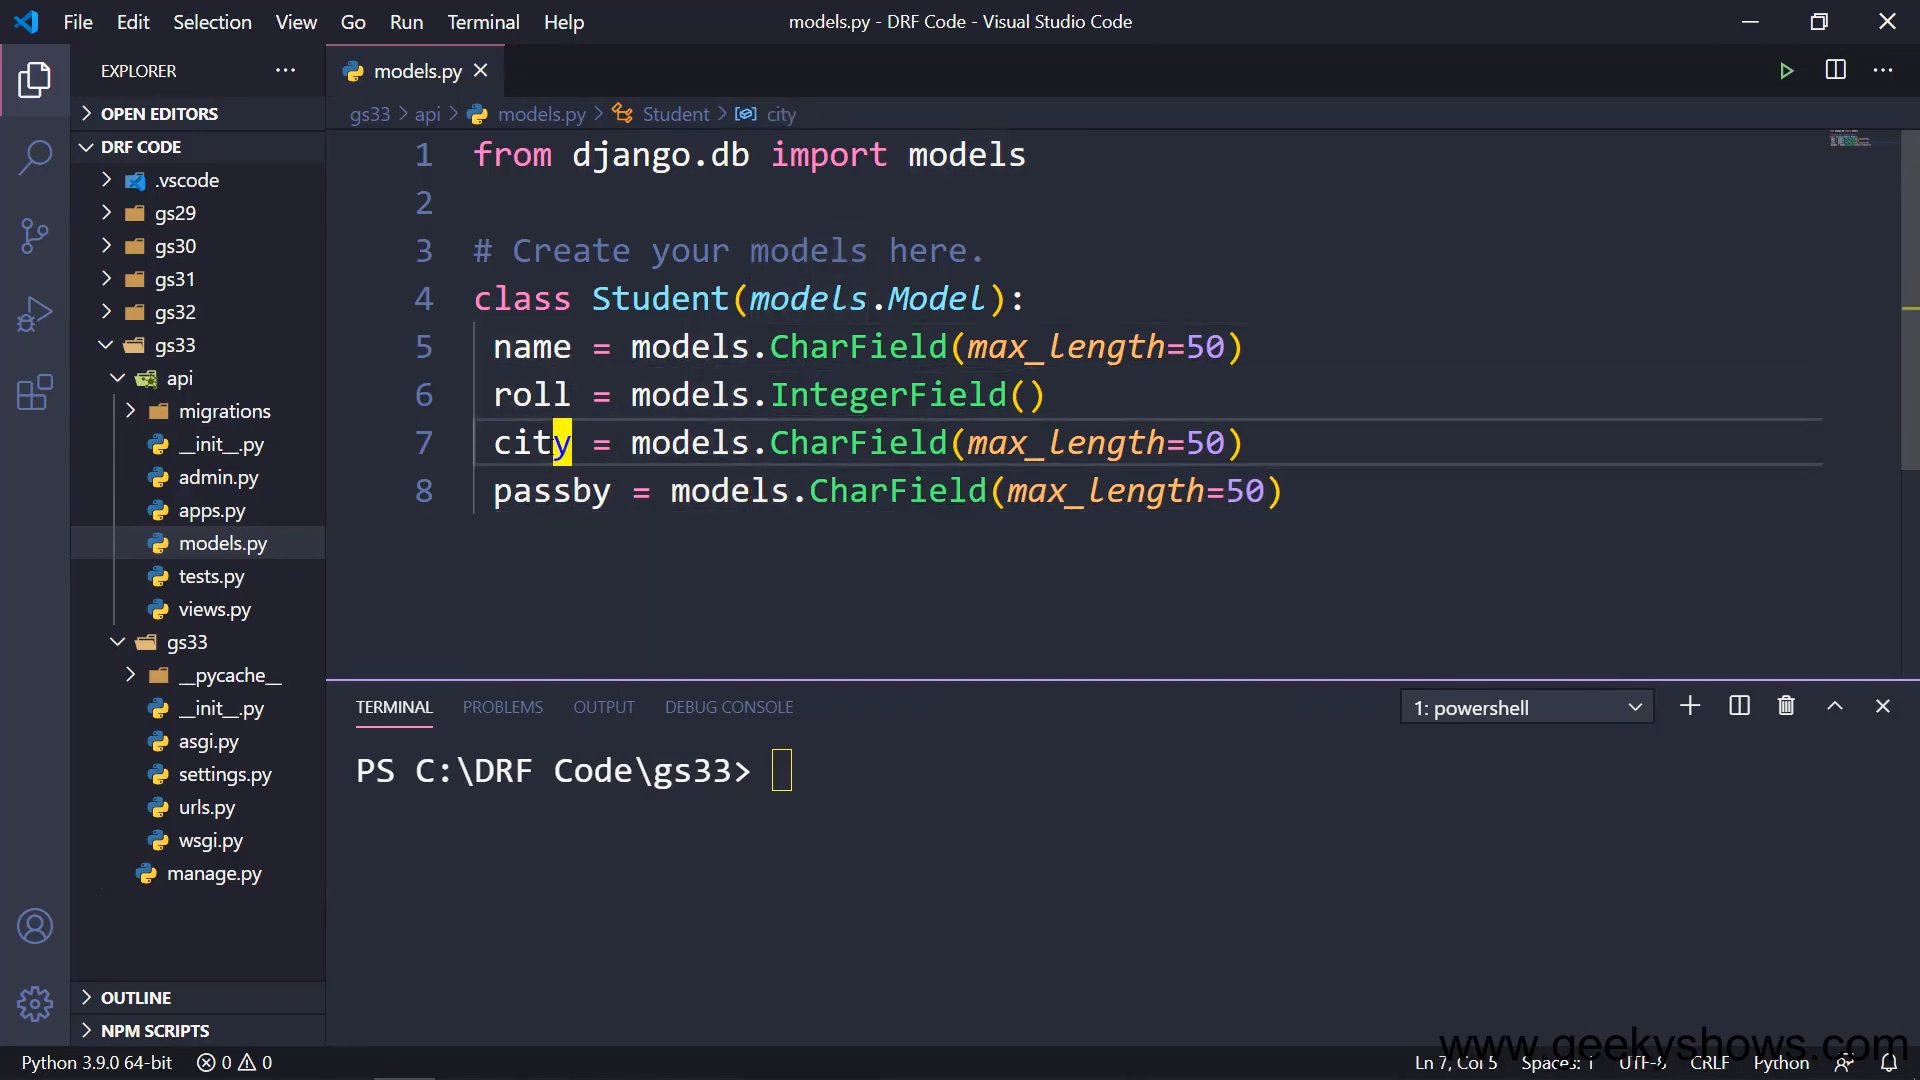 File Edit Selection View Go Run Terminal Help models.py - DRF Code - Visual Studio Code
EXPLORER
OPEN EDITORS
DRF CODE
.vscode
gs29
gs30
gs31
gs32
gs33
api
migrations
__init__.py
admin.py
apps.py
models.py
tests.py
views.py
gs33
__pycache__
__init__.py
asgi.py
settings.py
urls.py
wsgi.py
manage.py
OUTLINE
NPM SCRIPTS
models.py
gs33 > api > models.py > Student > city
1 from django.db import models
2
3 # Create your models here.
4 class Student(models.Model):
5 name = models.CharField(max_length=50)
6 roll = models.IntegerField()
7 city = models.CharField(max_length=50)
8 passby = models.CharField(max_length=50)
TERMINAL PROBLEMS OUTPUT DEBUG CONSOLE 1: powershell
PS C:\DRF Code\gs33>
www.geekyshows.com
Python 3.9.0 64-bit 0 0 Ln 7, Col 5 Spaces: 1 UTF-8 CRLF Python